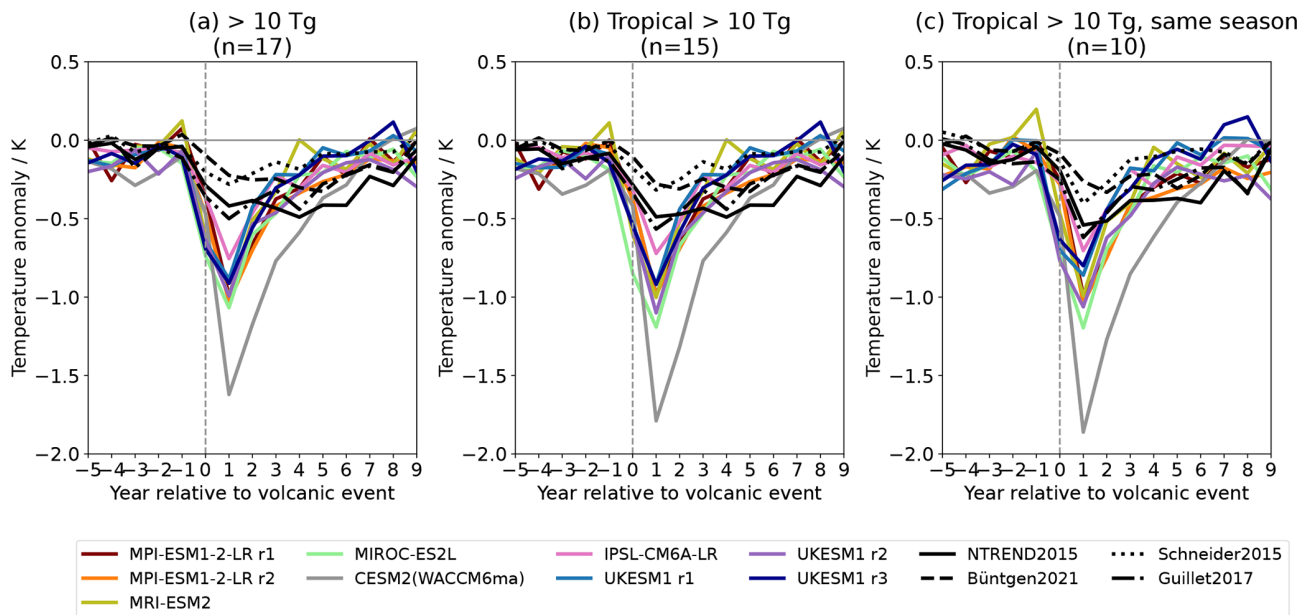 (a) > 10 Tg
(n=17)
(b) Tropical > 10 Tg
(n=15)
(c) Tropical > 10 Tg, same season
(n=10)
Temperature anomaly / K
0.5
0.0
−0.5
−1.0
−1.5
−2.0
−5 −4 −3 −2 −1 0 1 2 3 4 5 6 7 8 9
Year relative to volcanic event
Temperature anomaly / K
0.5
0.0
−0.5
−1.0
−1.5
−2.0
−5 −4 −3 −2 −1 0 1 2 3 4 5 6 7 8 9
Year relative to volcanic event
Temperature anomaly / K
0.5
0.0
−0.5
−1.0
−1.5
−2.0
−5 −4 −3 −2 −1 0 1 2 3 4 5 6 7 8 9
Year relative to volcanic event
MPI-ESM1-2-LR r1
MPI-ESM1-2-LR r2
MRI-ESM2
MIROC-ES2L
CESM2(WACCM6ma)
IPSL-CM6A-LR
UKESM1 r1
UKESM1 r2
UKESM1 r3
NTREND2015
Büntgen2021
Schneider2015
Guillet2017